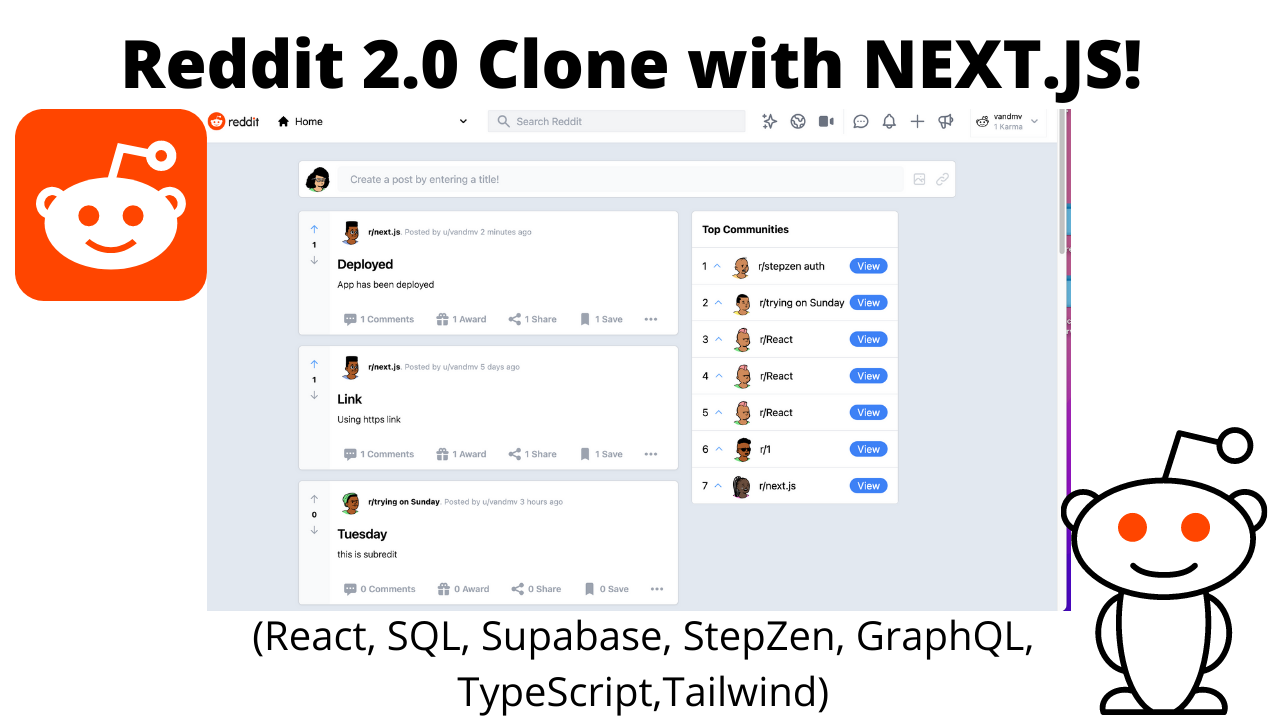 Reddit 2.0 Clone with NEXT.JS!
reddit Home Search Reddit vandmv
1 Karma
Create a post by entering a title!
r/next.js. Posted by u/vandmv 2 minutes ago
1
Deployed
App has been deployed
1 Comments 1 Award 1 Share 1 Save
r/next.js. Posted by u/vandmv 5 days ago
1
Link
Using https link
1 Comments 1 Award 1 Share 1 Save
r/trying on Sunday. Posted by u/vandmv 3 hours ago
0
Tuesday
this is subredit
0 Comments 0 Award 0 Share 0 Save
Top Communities
1 r/stepzen auth View
2 r/trying on Sunday View
3 r/React View
4 r/React View
5 r/React View
6 r/1 View
7 r/next.js View
(React, SQL, Supabase, StepZen, GraphQL,
TypeScript,Tailwind)